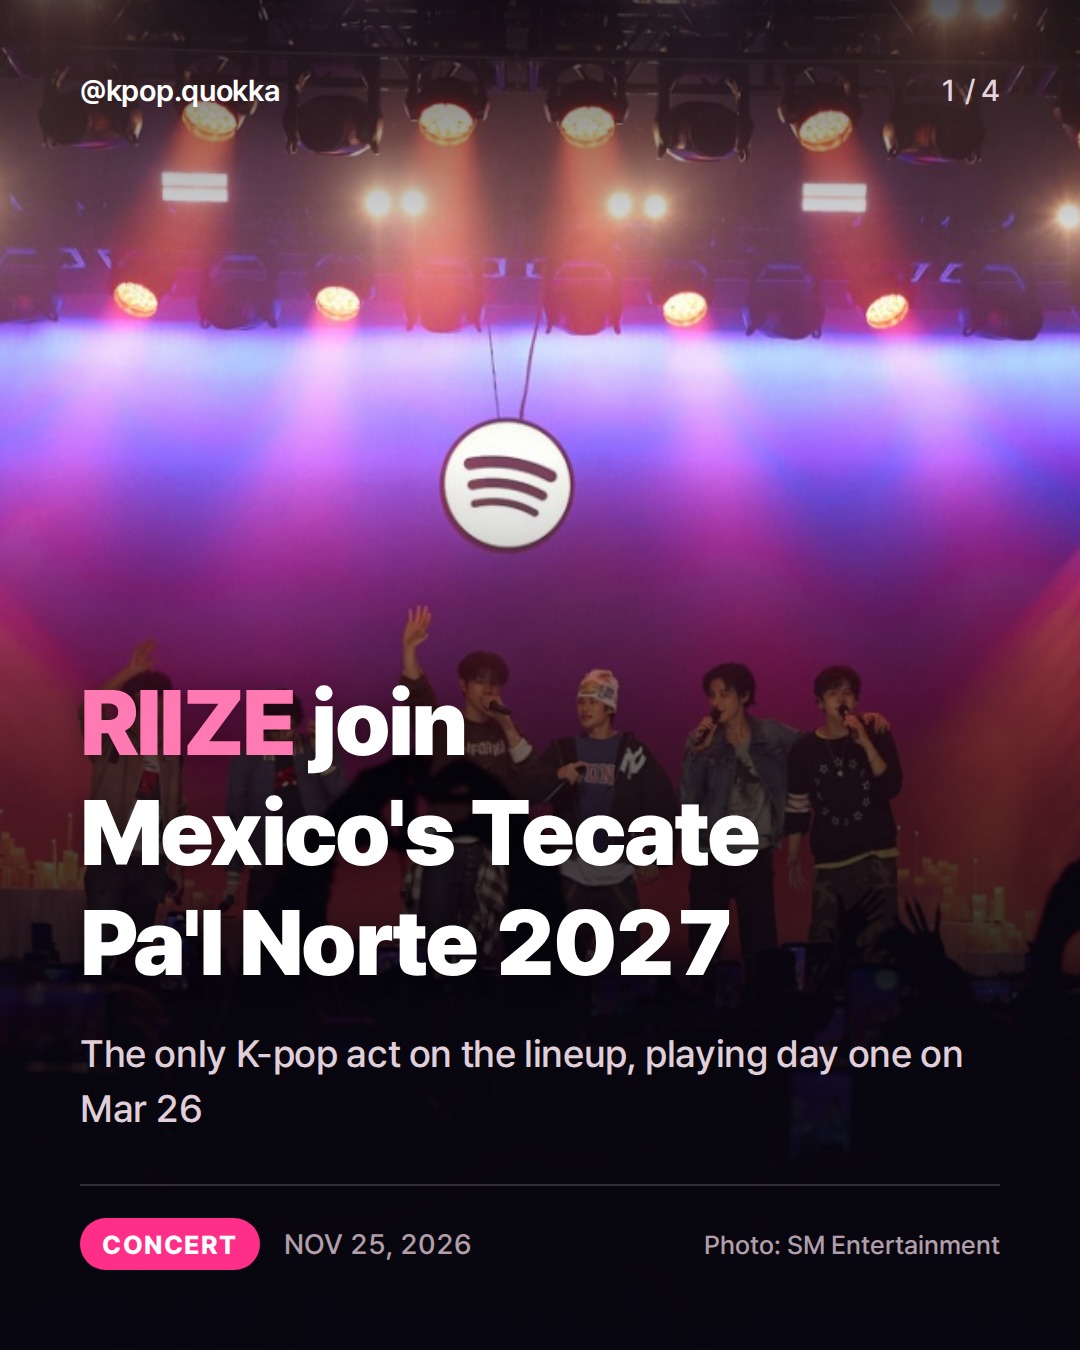 @kpop.quokka
1 / 4
RIIZE join
Mexico's Tecate
Pa'l Norte 2027
The only K-pop act on the lineup, playing day one on
Mar 26
CONCERT
NOV 25, 2026
Photo: SM Entertainment